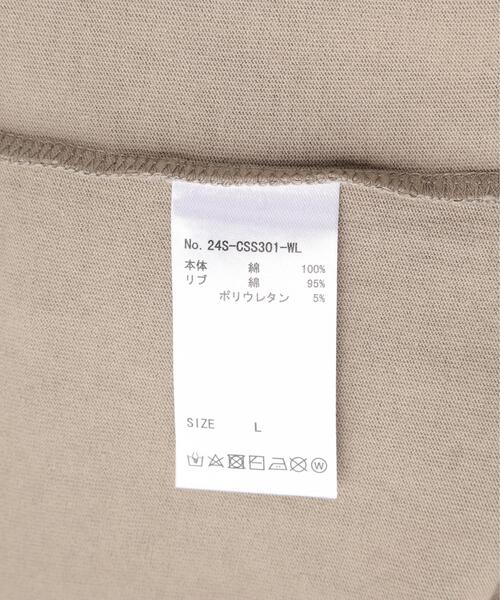 No. 24S-CSS301-WL
本体 綿 100%
リブ 綿 95%
ポリウレタン 5%
SIZE L
W